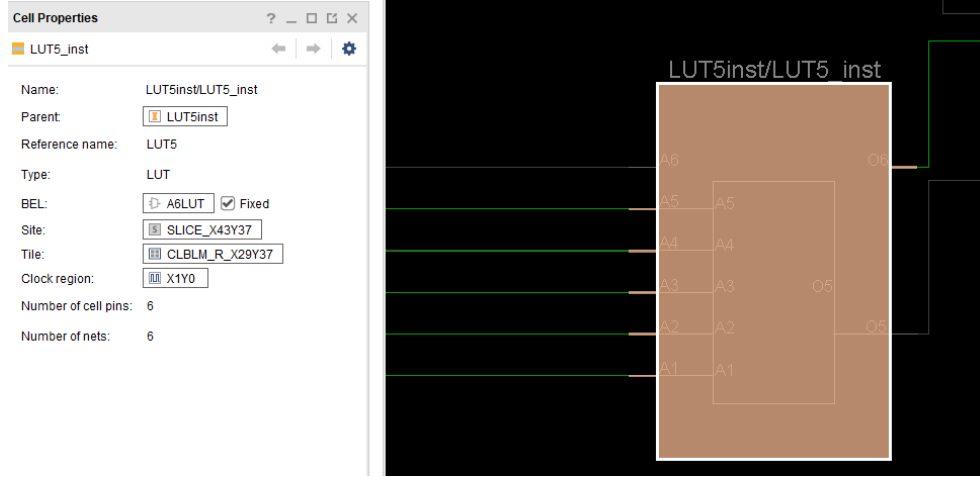 Cell Properties
? _
LUT5_inst
Name: LUT5inst/LUT5_inst
Parent: LUT5inst
Reference name: LUT5
Type: LUT
BEL: A6LUT Fixed
Site: SLICE_X43Y37
Tile: CLBLM_R_X29Y37
Clock region: X1Y0
Number of cell pins: 6
Number of nets: 6
LUT5inst/LUT5_inst
A6 O6
A5 A5
A4 A4
A3 A3 O5
A2 A2 O5
A1 A1